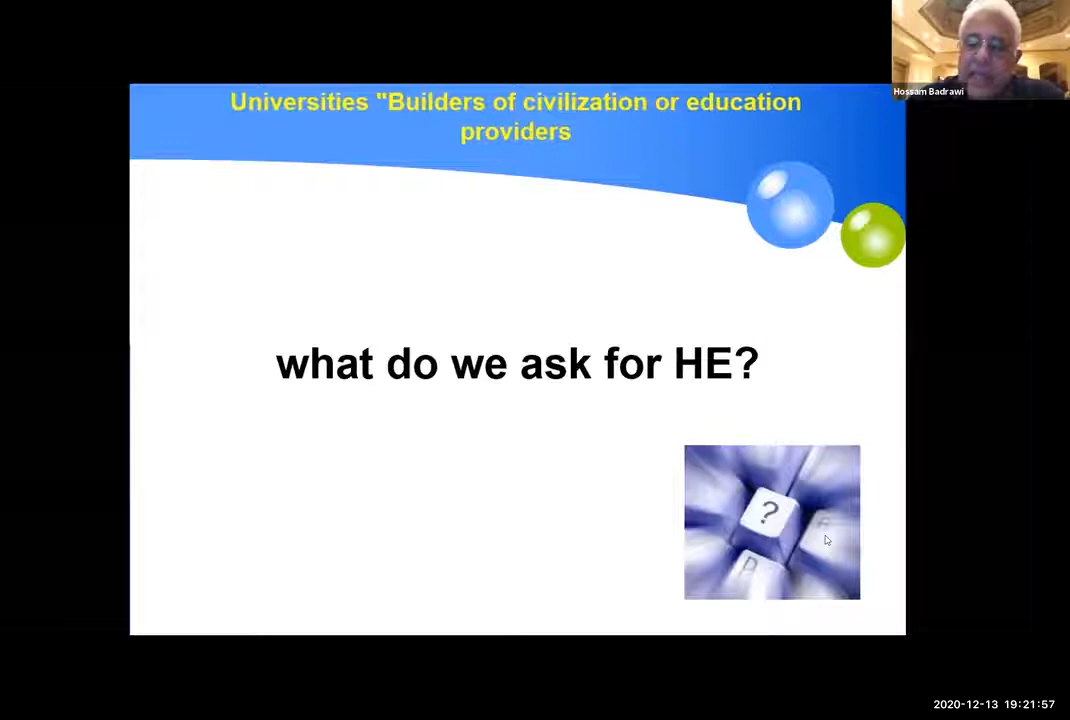 Hossam Badrawi
Universities "Builders of civilization or education
providers
what do we ask for HE?
?
2020-12-13 19:21:57